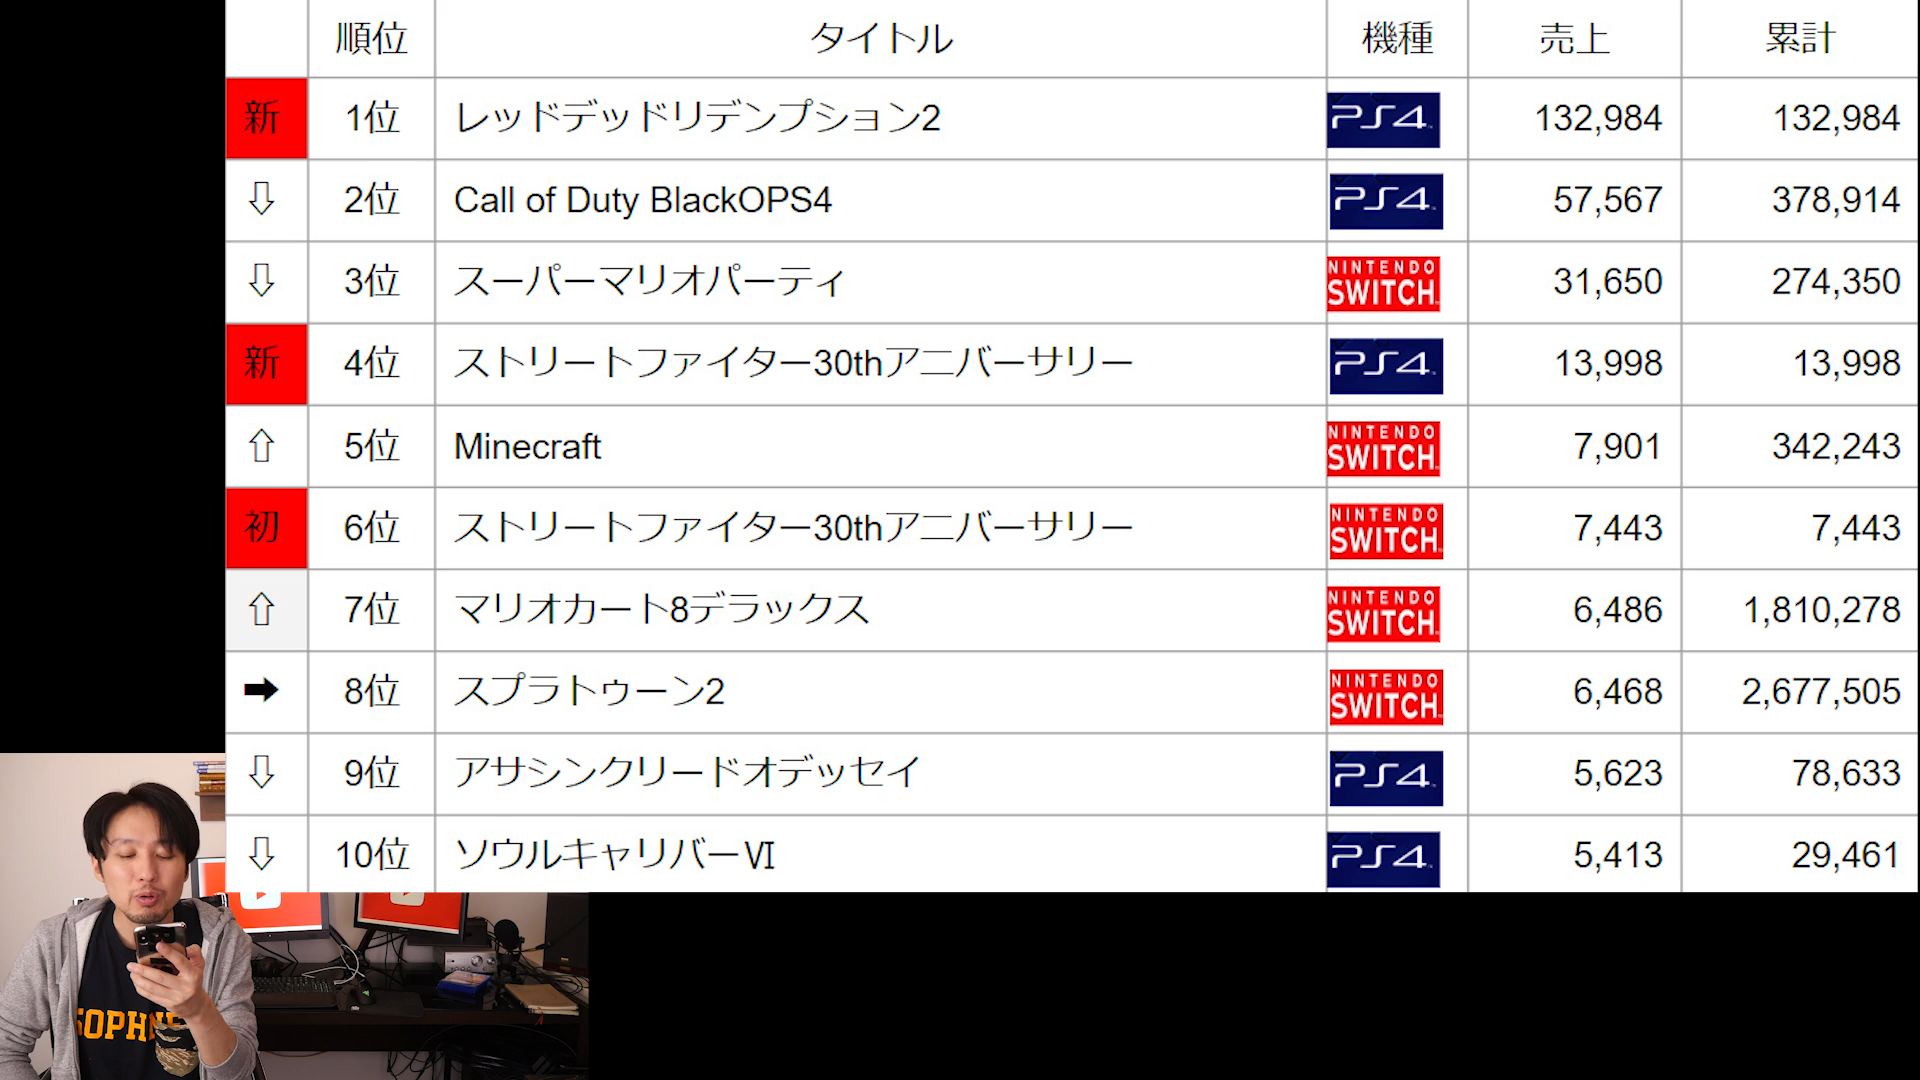 順位 タイトル 機種 売上 累計
新 1位 レッドデッドリデンプション2 PS4 132,984 132,984
⇩ 2位 Call of Duty BlackOPS4 PS4 57,567 378,914
⇩ 3位 スーパーマリオパーティ NINTENDO SWITCH 31,650 274,350
新 4位 ストリートファイター30thアニバーサリー PS4 13,998 13,998
⇧ 5位 Minecraft NINTENDO SWITCH 7,901 342,243
初 6位 ストリートファイター30thアニバーサリー NINTENDO SWITCH 7,443 7,443
⇧ 7位 マリオカート8デラックス NINTENDO SWITCH 6,486 1,810,278
➡ 8位 スプラトゥーン2 NINTENDO SWITCH 6,468 2,677,505
⇩ 9位 アサシンクリードオデッセイ PS4 5,623 78,633
⇩ 10位 ソウルキャリバーⅥ PS4 5,413 29,461